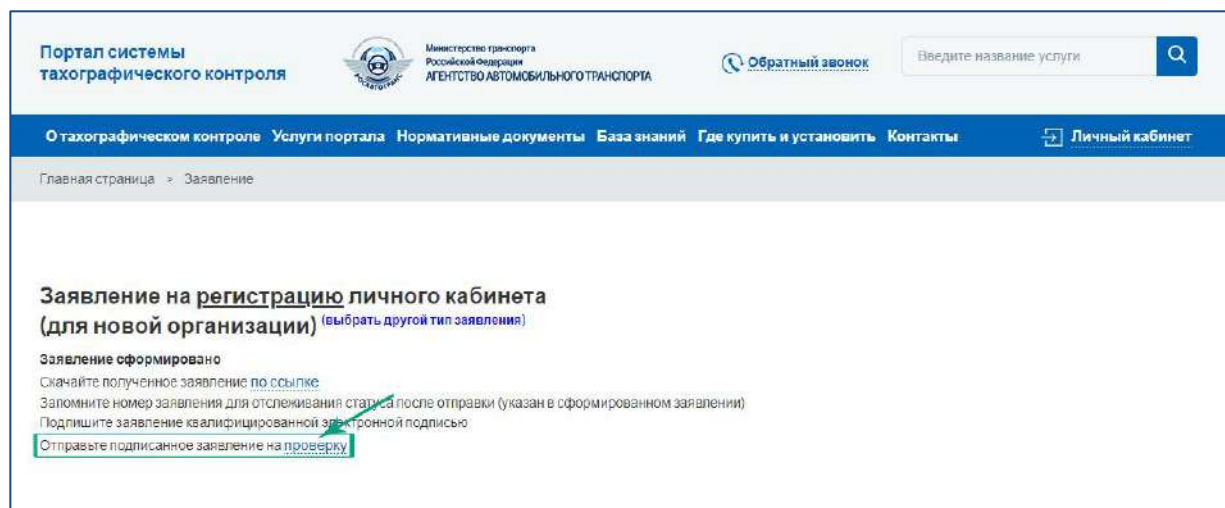 Портал системы
тахографического контроля
РОСАВТОТРАНС
Министерство транспорта
Российской Федерации
АГЕНТСТВО АВТОМОБИЛЬНОГО ТРАНСПОРТА
Обратный звонок
Введите название услуги
О тахографическом контроле Услуги портала Нормативные документы База знаний Где купить и установить Контакты Личный кабинет
Главная страница > Заявление
Заявление на регистрацию личного кабинета
(для новой организации) (выбрать другой тип заявления)
Заявление сформировано
Скачайте полученное заявление по ссылке
Запомните номер заявления для отслеживания статуса после отправки (указан в сформированном заявлении)
Подпишите заявление квалифицированной электронной подписью
Отправьте подписанное заявление на проверку